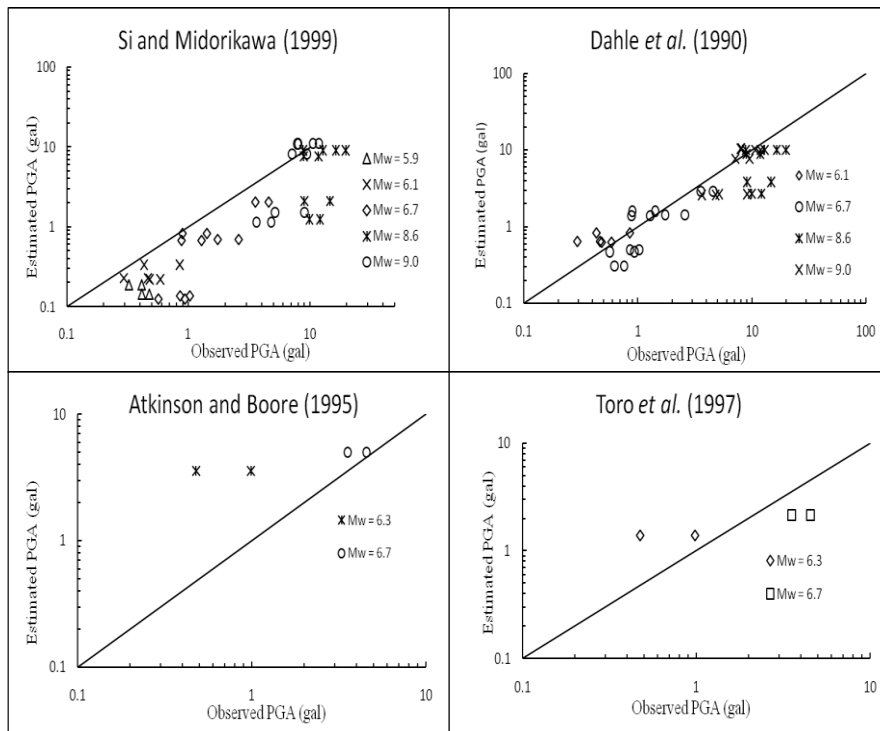 Si and Midorikawa (1999)
Estimated PGA (gal)
100
10
1
0.1
0.1
1
10
Observed PGA (gal)
Mw = 5.9
Mw = 6.1
Mw = 6.7
Mw = 8.6
Mw = 9.0
Dahle et al. (1990)
Estimated PGA (gal)
100
10
1
0.1
0.1
1
10
100
Observed PGA (gal)
Mw = 6.1
Mw = 6.7
Mw = 8.6
Mw = 9.0
Atkinson and Boore (1995)
Estimated PGA (gal)
10
1
0.1
0.1
1
10
Observed PGA (gal)
Mw = 6.3
Mw = 6.7
Toro et al. (1997)
Estimated PGA (gal)
10
1
0.1
0.1
1
10
Observed PGA (gal)
Mw = 6.3
Mw = 6.7